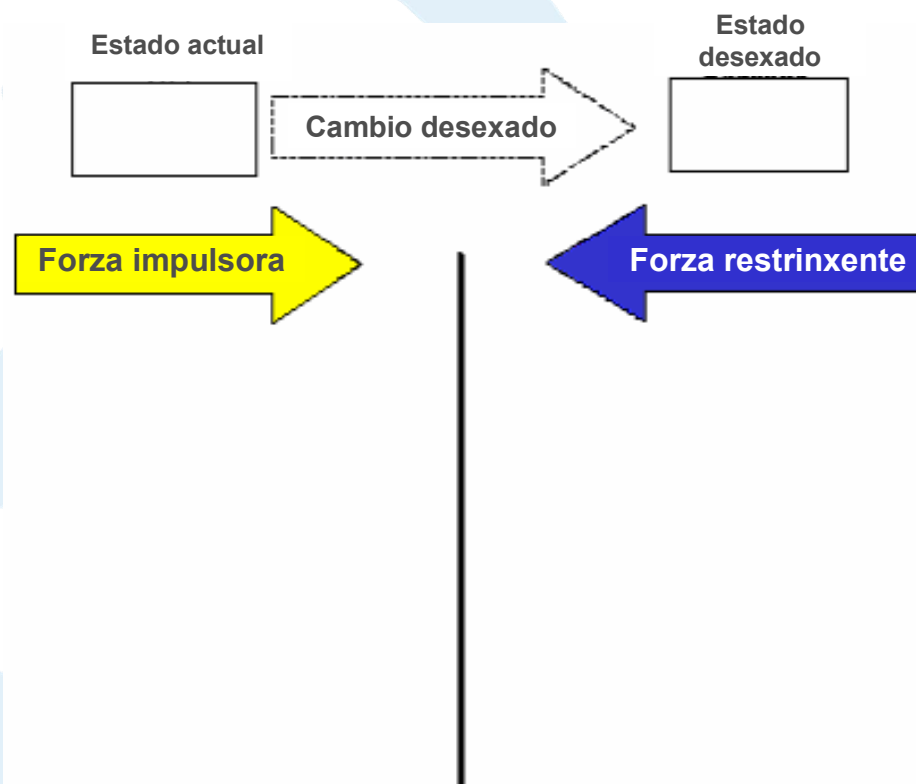 Estado actual
Estado
desexado
Cambio desexado
Forza impulsora
Forza restrinxente